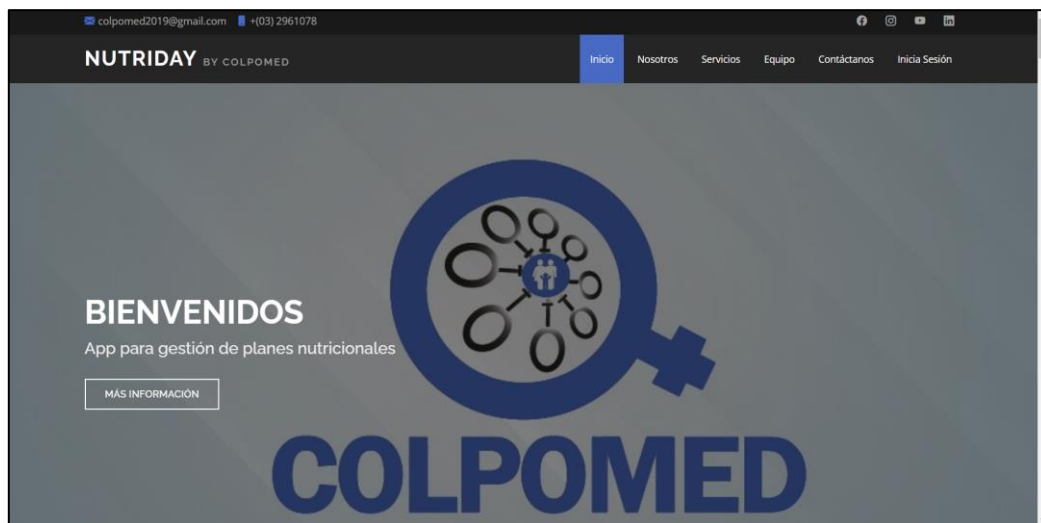 colpomed2019@gmail.com +(03) 2961078
NUTRIDAY BY COLPOMED
Inicio Nosotros Servicios Equipo Contáctanos Inicia Sesión
BIENVENIDOS
App para gestión de planes nutricionales
MÁS INFORMACIÓN
COLPOMED